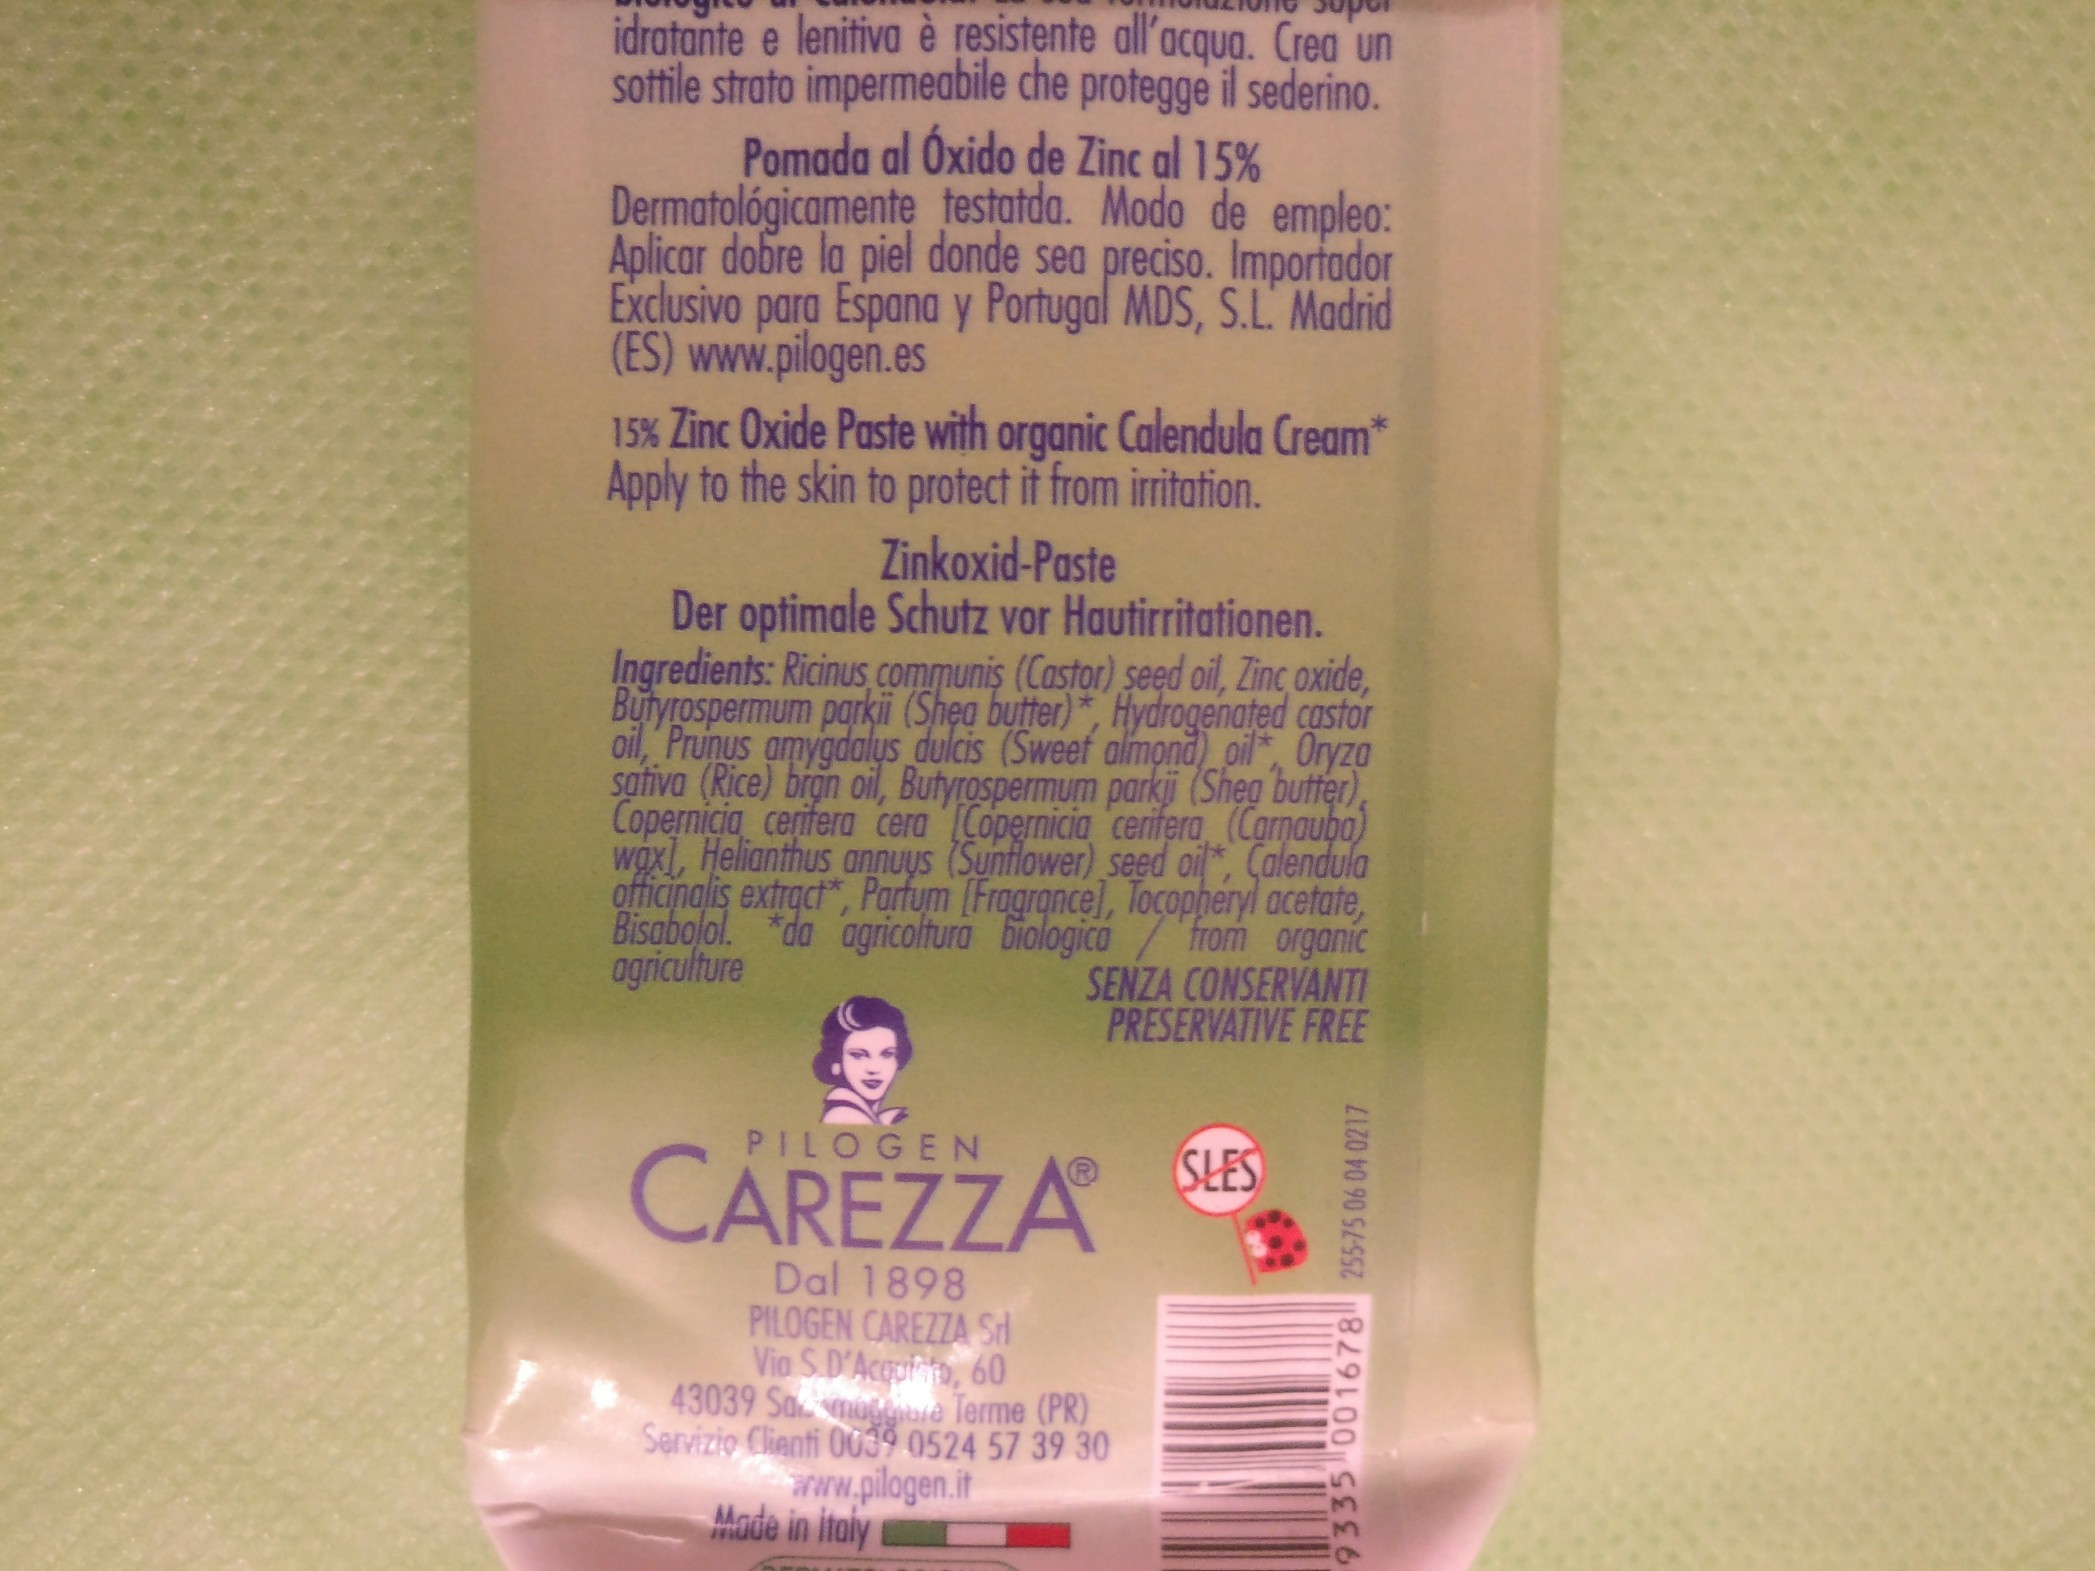 idratante e lenitiva è resistente all'acqua. Crea un
sottile strato impermeabile che protegge il sederino.
Pomada al Óxido de Zinc al 15%
Dermatológicamente testatda. Modo de empleo:
Aplicar dobre la piel donde sea preciso. Importador
Exclusivo para Espana y Portugal MDS, S.L. Madrid
(ES) www.pilogen.es
15% Zinc Oxide Paste with organic Calendula Cream*
Apply to the skin to protect it from irritation.
Zinkoxid-Paste
Der optimale Schutz vor Hautirritationen.
Ingredients: Ricinus communis (Castor) seed oil, Zinc oxide,
Butyrospermum parkii (Shea butter)*, Hydrogenated castor
oil, Prunus amygdalus dulcis (Sweet almond) oil*, Oryza
sativa (Rice) bran oil, Butyrospermum parkii (Shea butter),
Copernicia cerifera cera [Copernicia cerifera (Carnauba)
wax], Helianthus annuus (Sunflower) seed oil*, Calendula
officinalis extract*, Parfum [Fragrance], Tocopheryl acetate,
Bisabolol. *da agricoltura biologica / from organic
agriculture
SENZA CONSERVANTI
PRESERVATIVE FREE
PILOGEN
CAREZZA®
Dal 1898
PILOGEN CAREZZA Srl
Via S.D'Acquisto, 60
43039 Salsomaggiore Terme (PR)
Servizio Clienti 0039 0524 57 39 30
www.pilogen.it
Made in Italy
SLES
255-75 06 04 0217
9335 001678